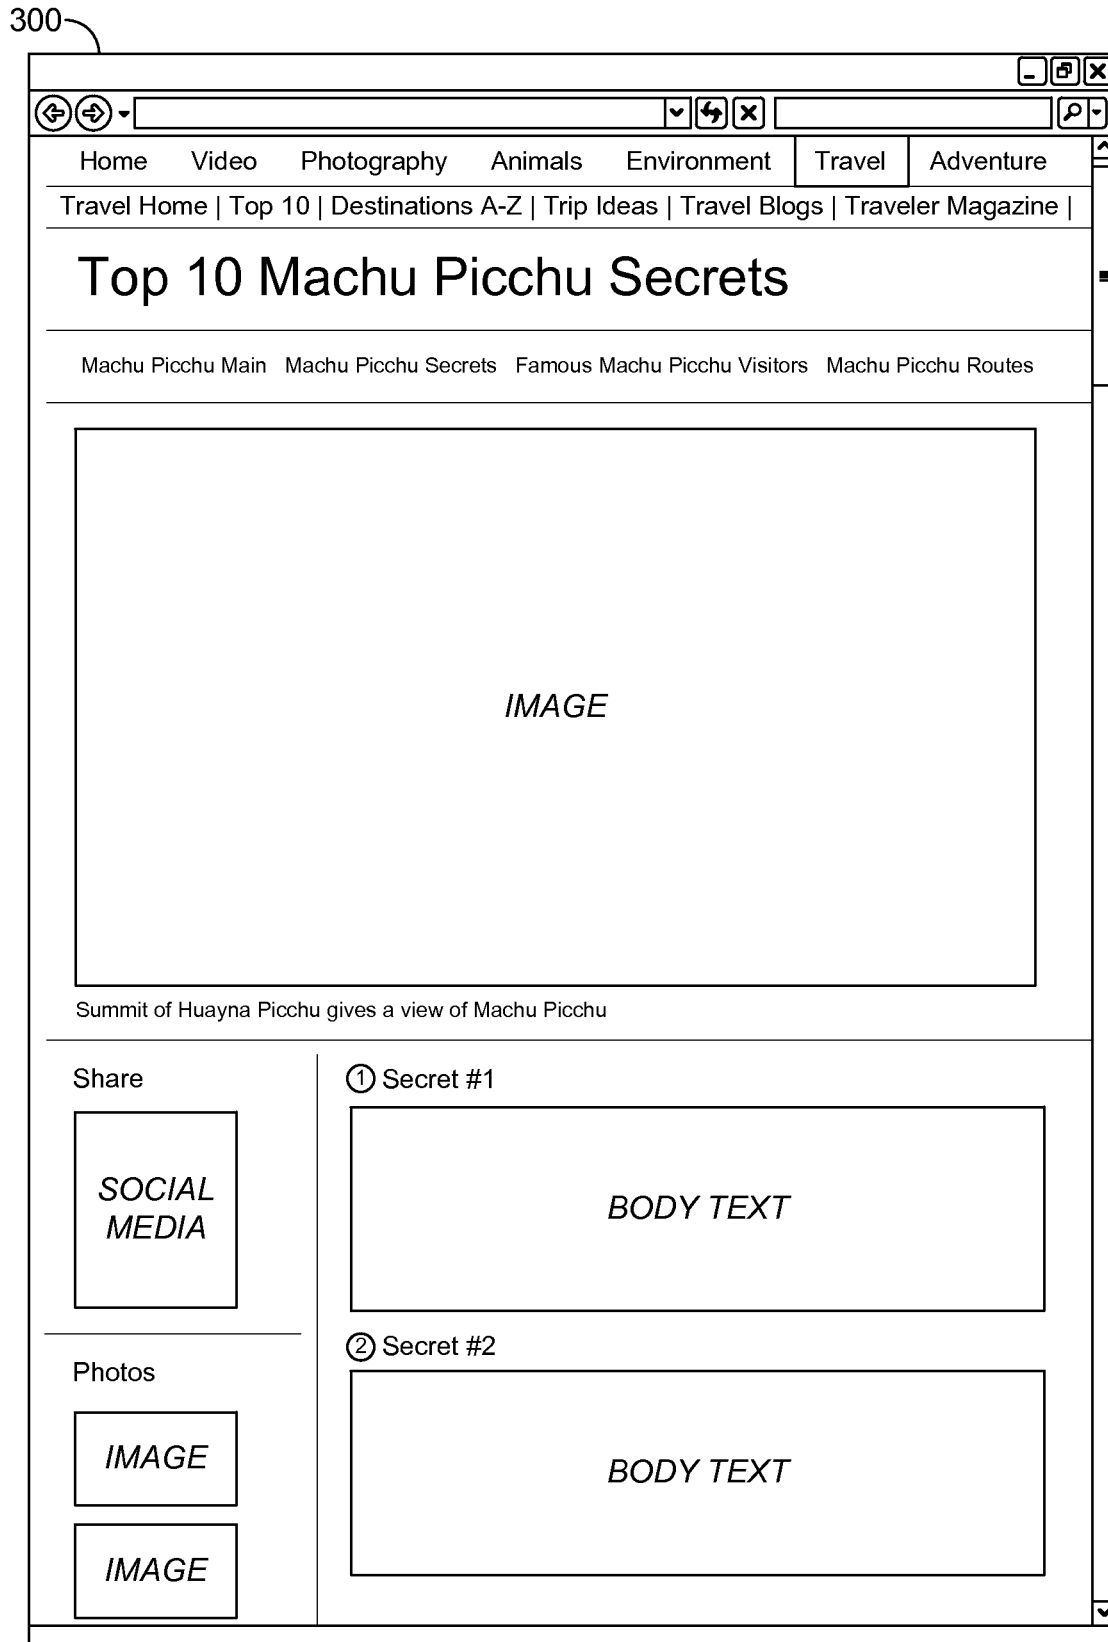 300
Home Video Photography Animals Environment Travel Adventure
Travel Home | Top 10 | Destinations A-Z | Trip Ideas | Travel Blogs | Traveler Magazine |
Top 10 Machu Picchu Secrets
Machu Picchu Main Machu Picchu Secrets Famous Machu Picchu Visitors Machu Picchu Routes
IMAGE
Summit of Huayna Picchu gives a view of Machu Picchu
Share
SOCIAL
MEDIA
Photos
IMAGE
IMAGE
1 Secret #1
BODY TEXT
2 Secret #2
BODY TEXT